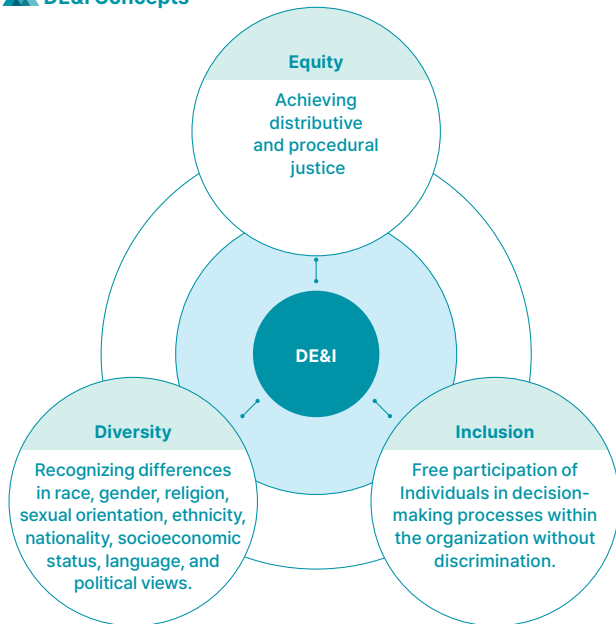 DE&I Concepts
Equity
Achieving
distributive
and procedural
justice
DE&I
Diversity
Recognizing differences
in race, gender, religion,
sexual orientation, ethnicity,
nationality, socioeconomic
status, language, and
political views.
Inclusion
Free participation of
Individuals in decision-
making processes within
the organization without
discrimination.